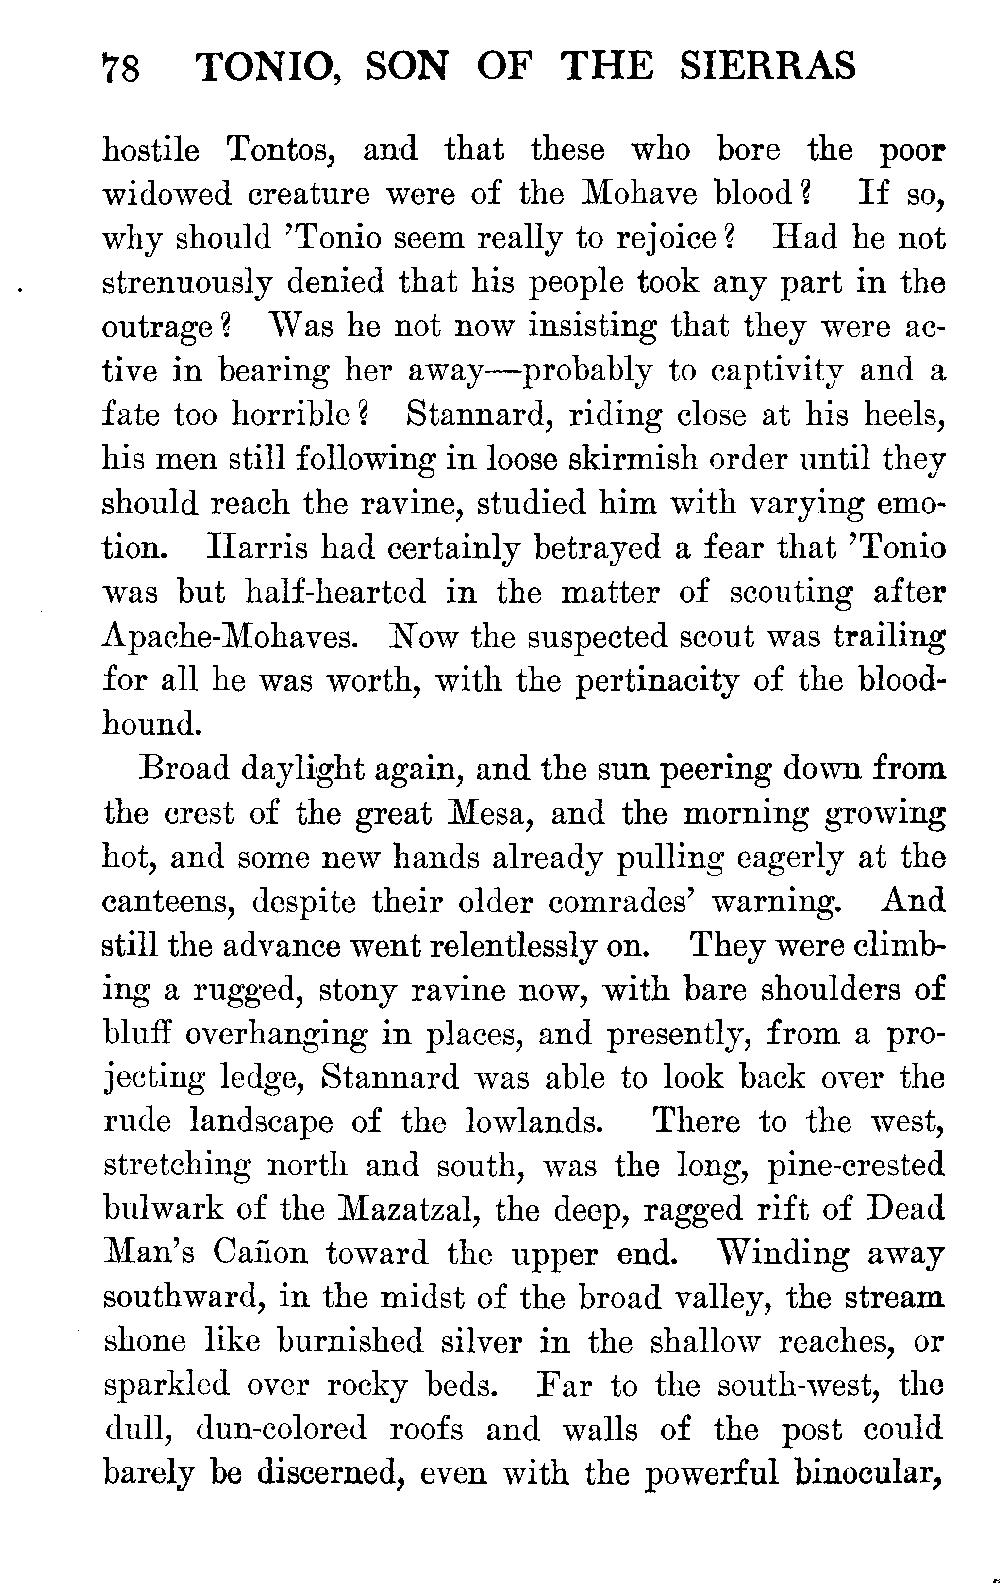 78 TONIO, SON OF THE SIERRAS
hostile Tontos, and that these who bore the poor
widowed creature were of the Mohave blood? If so,
why should ’Tonio seem really to rejoice? Had he not
strenuously denied that his people took any part in the
outrage? Was he not now insisting that they were ac-
tive in bearing her away—probably to captivity and a
fate too horrible? Stannard, riding close at his heels,
his men still following in loose skirmish order until they
should reach the ravine, studied him with varying emo-
tion. Harris had certainly betrayed a fear that ’Tonio
was but half-hearted in the matter of scouting after
Apache-Mohaves. Now the suspected scout was trailing
for all he was worth, with the pertinacity of the blood-
hound.
Broad daylight again, and the sun peering down from
the crest of the great Mesa, and the morning growing
hot, and some new hands already pulling eagerly at the
canteens, despite their older comrades’ warning. And
still the advance went relentlessly on. They were climb-
ing a rugged, stony ravine now, with bare shoulders of
bluff overhanging in places, and presently, from a pro-
jecting ledge, Stannard was able to look back over the
rude landscape of the lowlands. There to the west,
stretching north and south, was the long, pine-crested
bulwark of the Mazatzal, the deep, ragged rift of Dead
Man’s Cañon toward the upper end. Winding away
southward, in the midst of the broad valley, the stream
shone like burnished silver in the shallow reaches, or
sparkled over rocky beds. Far to the south-west, the
dull, dun-colored roofs and walls of the post could
barely be discerned, even with the powerful binocular,